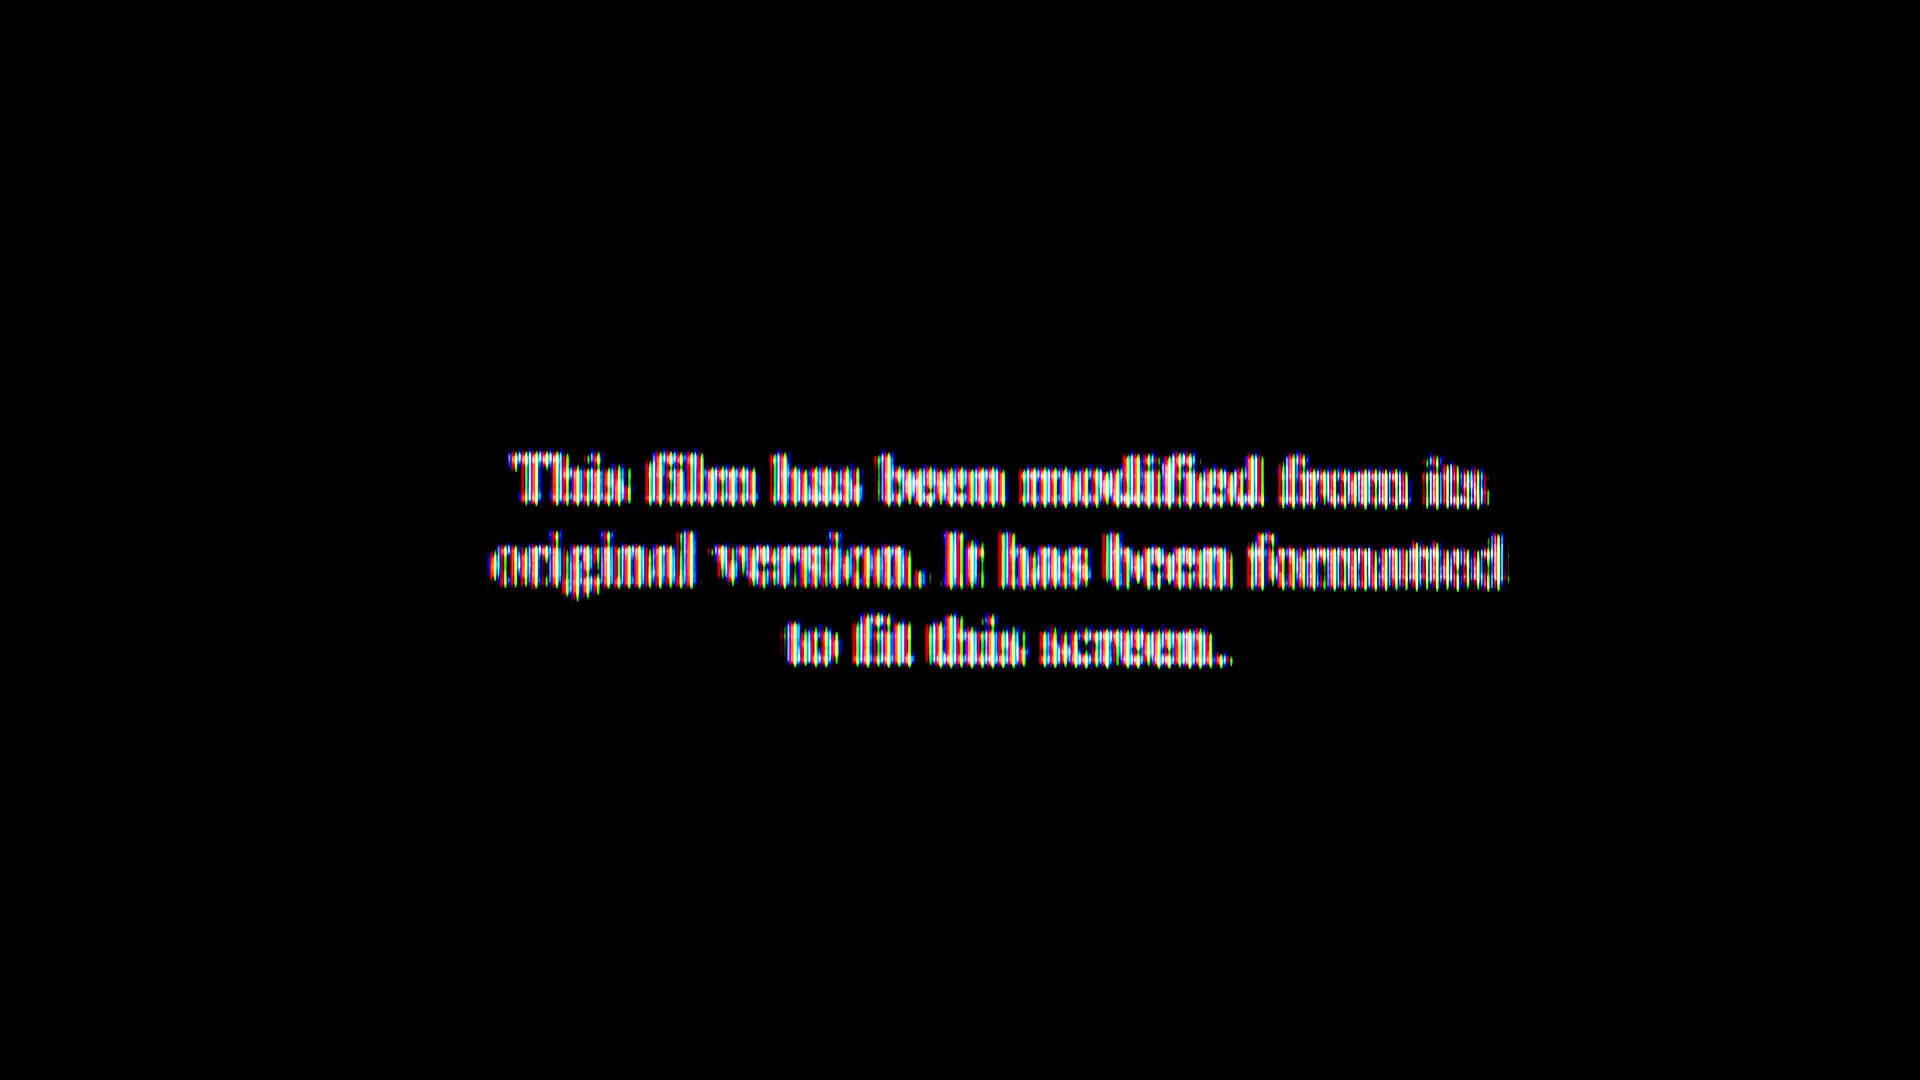 This film has been modified from its
original version. It has been formatted
to fit this screen.